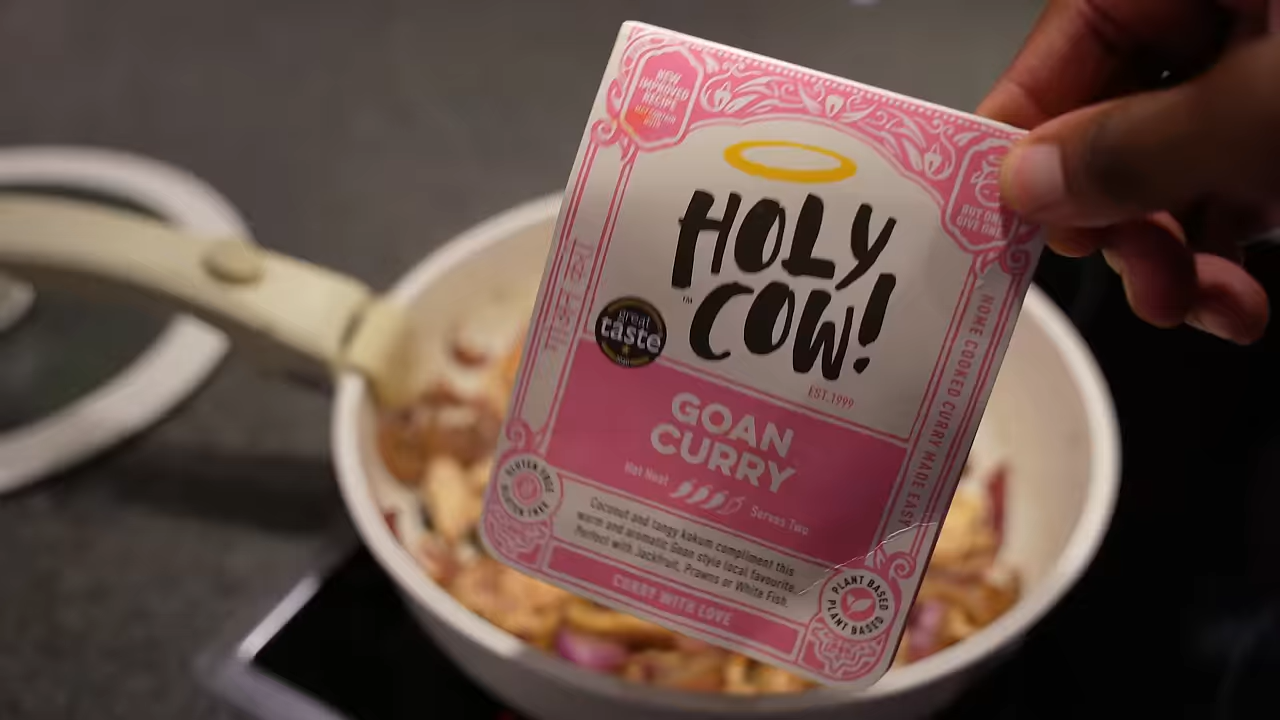 NEW
IMPROVED
RECIPE
HOLY
COW!
TM
EST.1999
great
taste
GOAN
CURRY
Hot Heat
Serves Two
Coconut and tangy kokum compliment this
warm and aromatic Goan style local favourite.
Perfect with Jackfruit, Prawns or White Fish.
CURRY WITH LOVE
GLUTEN FREE
GLUTEN FREE
PLANT BASED
PLANT BASED
BUY ONE
GIVE ONE
HOME COOKED CURRY MADE EASY